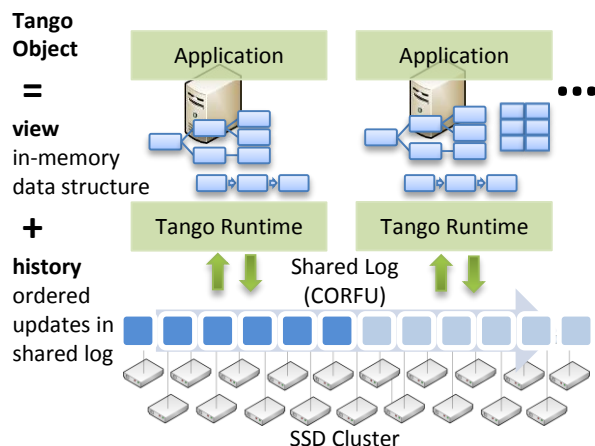 Tango
Object
=
view
in-memory
data structure
+
history
ordered
updates in
shared log
Application
Application
...
Tango Runtime
Tango Runtime
Shared Log
(CORFU)
SSD Cluster